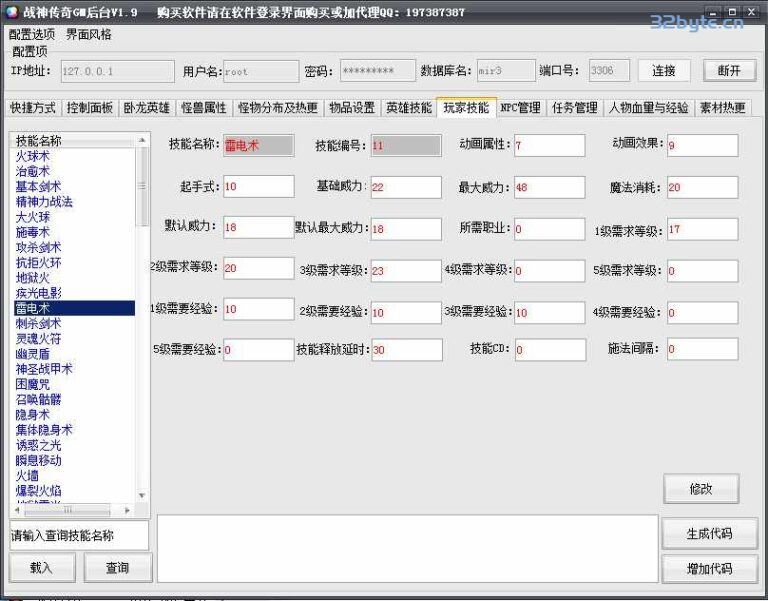 战神传奇GM后台V1.9 购买软件请在软件登录界面购买或加代理QQ: 197387387
32byte.cn
配置选项 界面风格
配置项
IP地址: 127.0.0.1 用户名: root 密码: ********* 数据库名: mir3 端口号: 3306 连接 断开
快捷方式 控制面板 卧龙英雄 怪兽属性 怪物分布及热更 物品设置 英雄技能 玩家技能 NPC管理 任务管理 人物血量与经验 素材热更
技能名称
火球术
治愈术
基本剑术
精神力战法
大火球
施毒术
攻杀剑术
抗拒火环
地狱火
疾光电影
雷电术
刺杀剑术
灵魂火符
幽灵盾
神圣战甲术
困魔咒
召唤骷髅
隐身术
集体隐身术
诱惑之光
瞬息移动
火墙
爆裂火焰
请输入查询技能名称
载入 查询
技能名称: 雷电术 技能编号: 11 动画属性: 7 动画效果: 9
起手式: 10 基础威力: 22 最大威力: 48 魔法消耗: 20
默认威力: 18 默认最大威力: 18 所需职业: 0 1级需求等级: 17
2级需求等级: 20 3级需求等级: 23 4级需求等级: 0 5级需求等级: 0
1级需要经验: 10 2级需要经验: 10 3级需要经验: 10 4级需要经验: 0
5级需要经验: 0 技能释放延时: 30 技能CD: 0 施法间隔: 0
修改
生成代码
增加代码